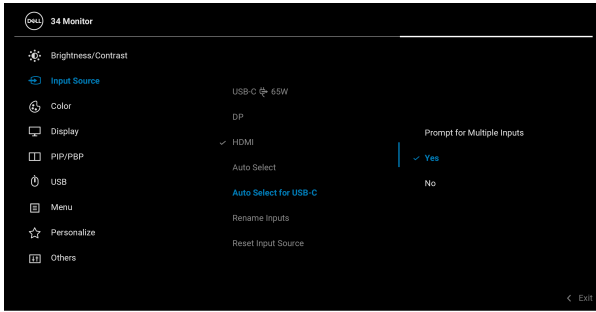 DELL
34 Monitor
Brightness/Contrast
Input Source
Color
Display
PIP/PBP
USB
Menu
Personalize
Others
USB-C 65W
DP
HDMI
Auto Select
Auto Select for USB-C
Rename Inputs
Reset Input Source
Prompt for Multiple Inputs
Yes
No
Exit